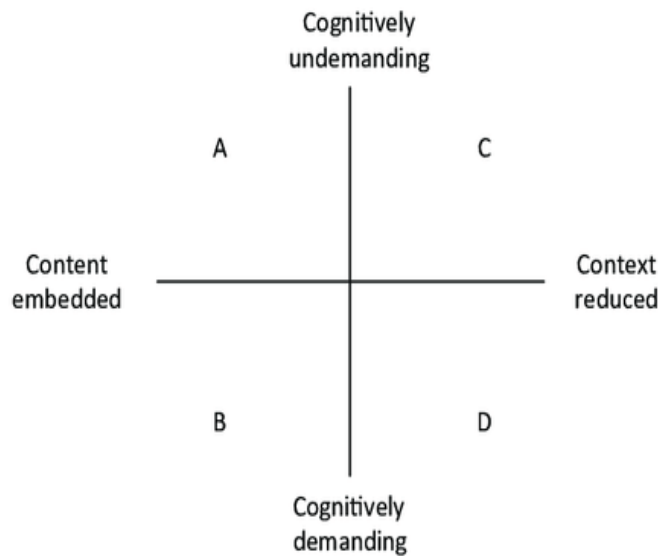 Cognitively
undemanding
A
C
Content
embedded
Context
reduced
B
D
Cognitively
demanding